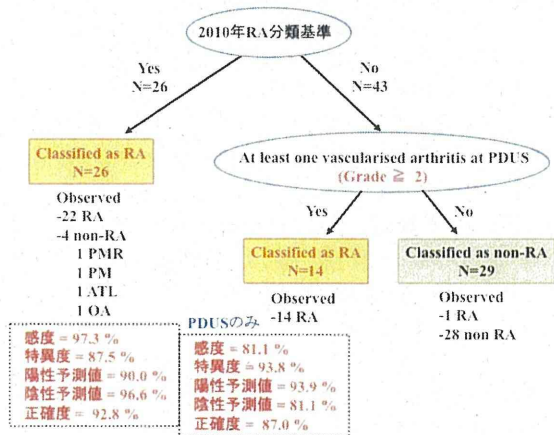 2010年RA分類基準
Yes
N=26
No
N=43
Classified as RA
N=26
At least one vascularised arthritis at PDUS
(Grade ≧ 2)
Observed
-22 RA
-4 non-RA
1 PMR
1 PM
1 ATL
1 OA
Yes
No
Classified as RA
N=14
Classified as non-RA
N=29
Observed
-14 RA
Observed
-1 RA
-28 non RA
感度 = 97.3 %
特異度 = 87.5 %
陽性予測値 = 90.0 %
陰性予測値 = 96.6 %
正確度 = 92.8 %
PDUSのみ
感度 = 81.1 %
特異度 = 93.8 %
陽性予測値 = 93.9 %
陰性予測値 = 81.1 %
正確度 = 87.0 %